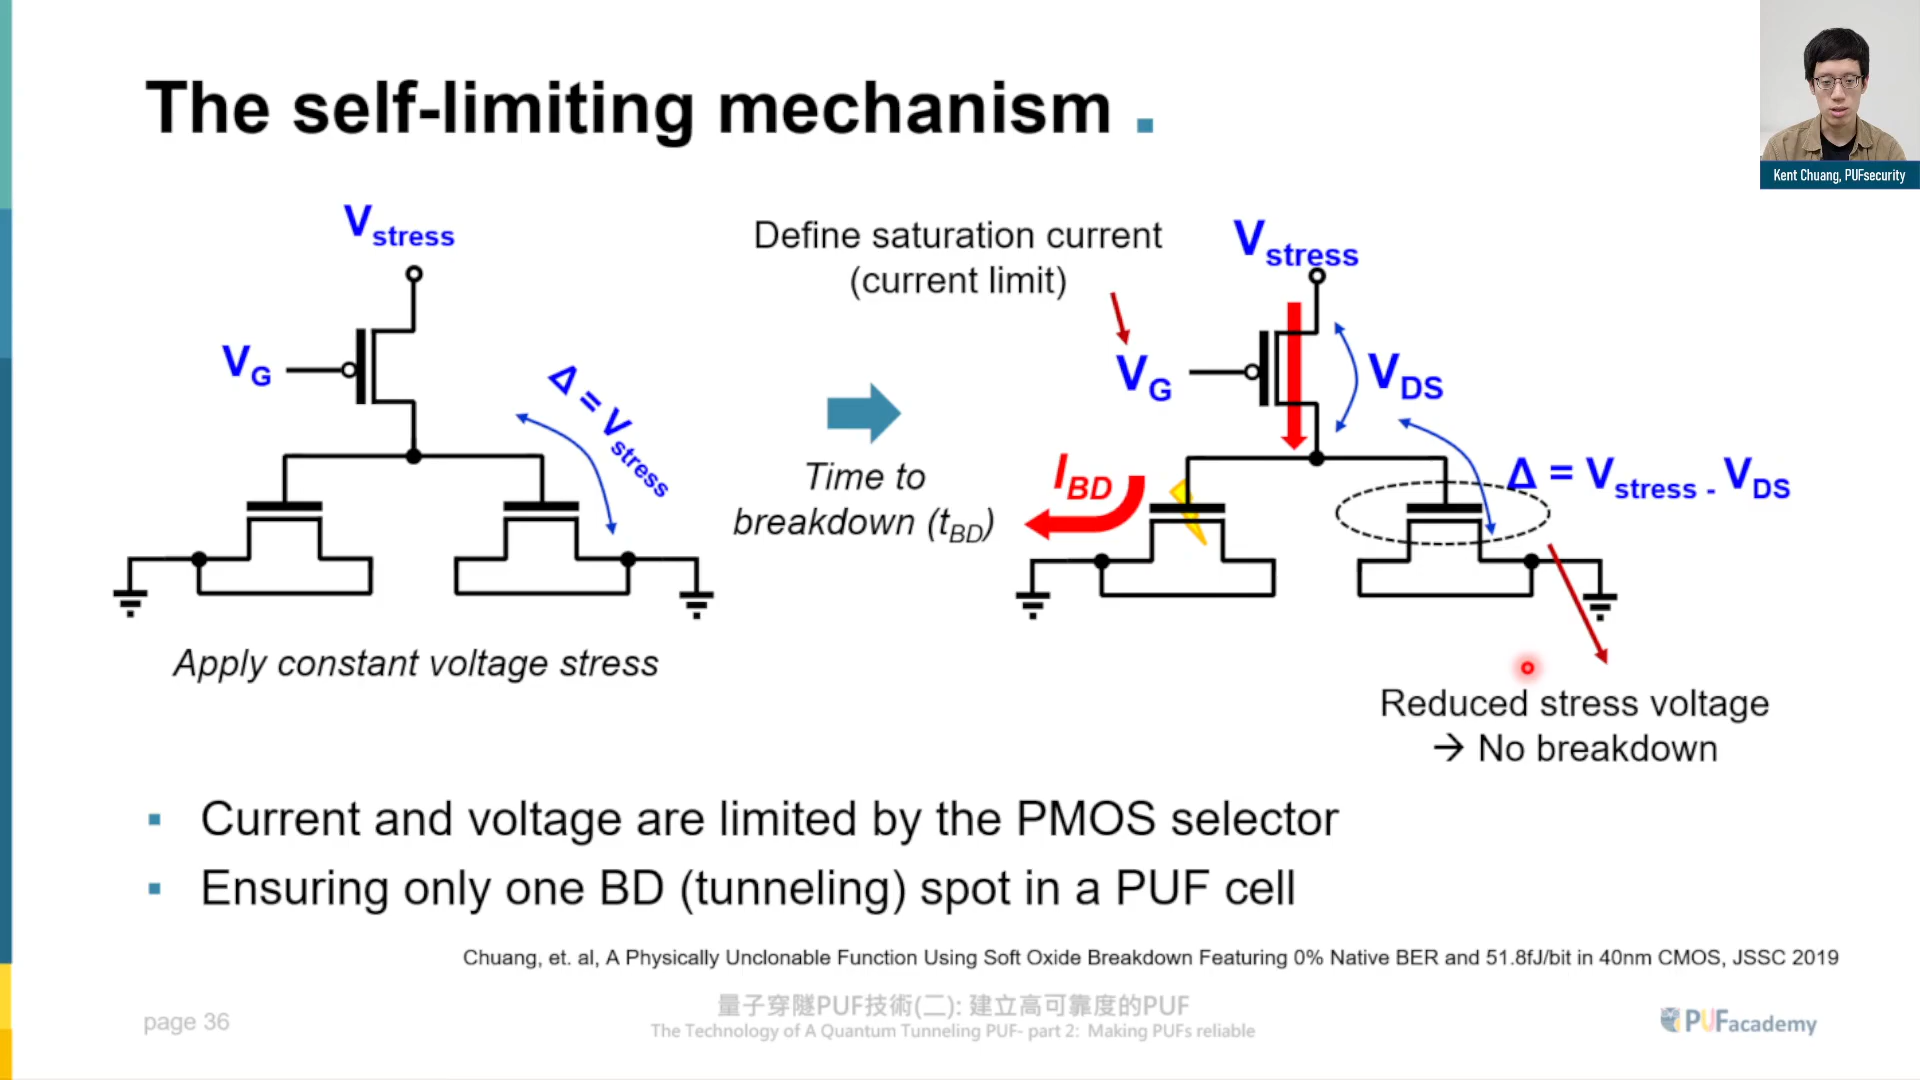 The self-limiting mechanism .
Kent Chuang, PUFsecurity
Vstress
VG
Δ = Vstress
Apply constant voltage stress
Time to
breakdown (tBD)
Define saturation current
(current limit)
Vstress
VG
VDS
IBD
Δ = Vstress - VDS
Reduced stress voltage
→ No breakdown
▪ Current and voltage are limited by the PMOS selector
▪ Ensuring only one BD (tunneling) spot in a PUF cell
Chuang, et. al, A Physically Unclonable Function Using Soft Oxide Breakdown Featuring 0% Native BER and 51.8fJ/bit in 40nm CMOS, JSSC 2019
page 36
量子穿隧PUF技術(二): 建立高可靠度的PUF
The Technology of A Quantum Tunneling PUF- part 2: Making PUFs reliable
PUFacademy